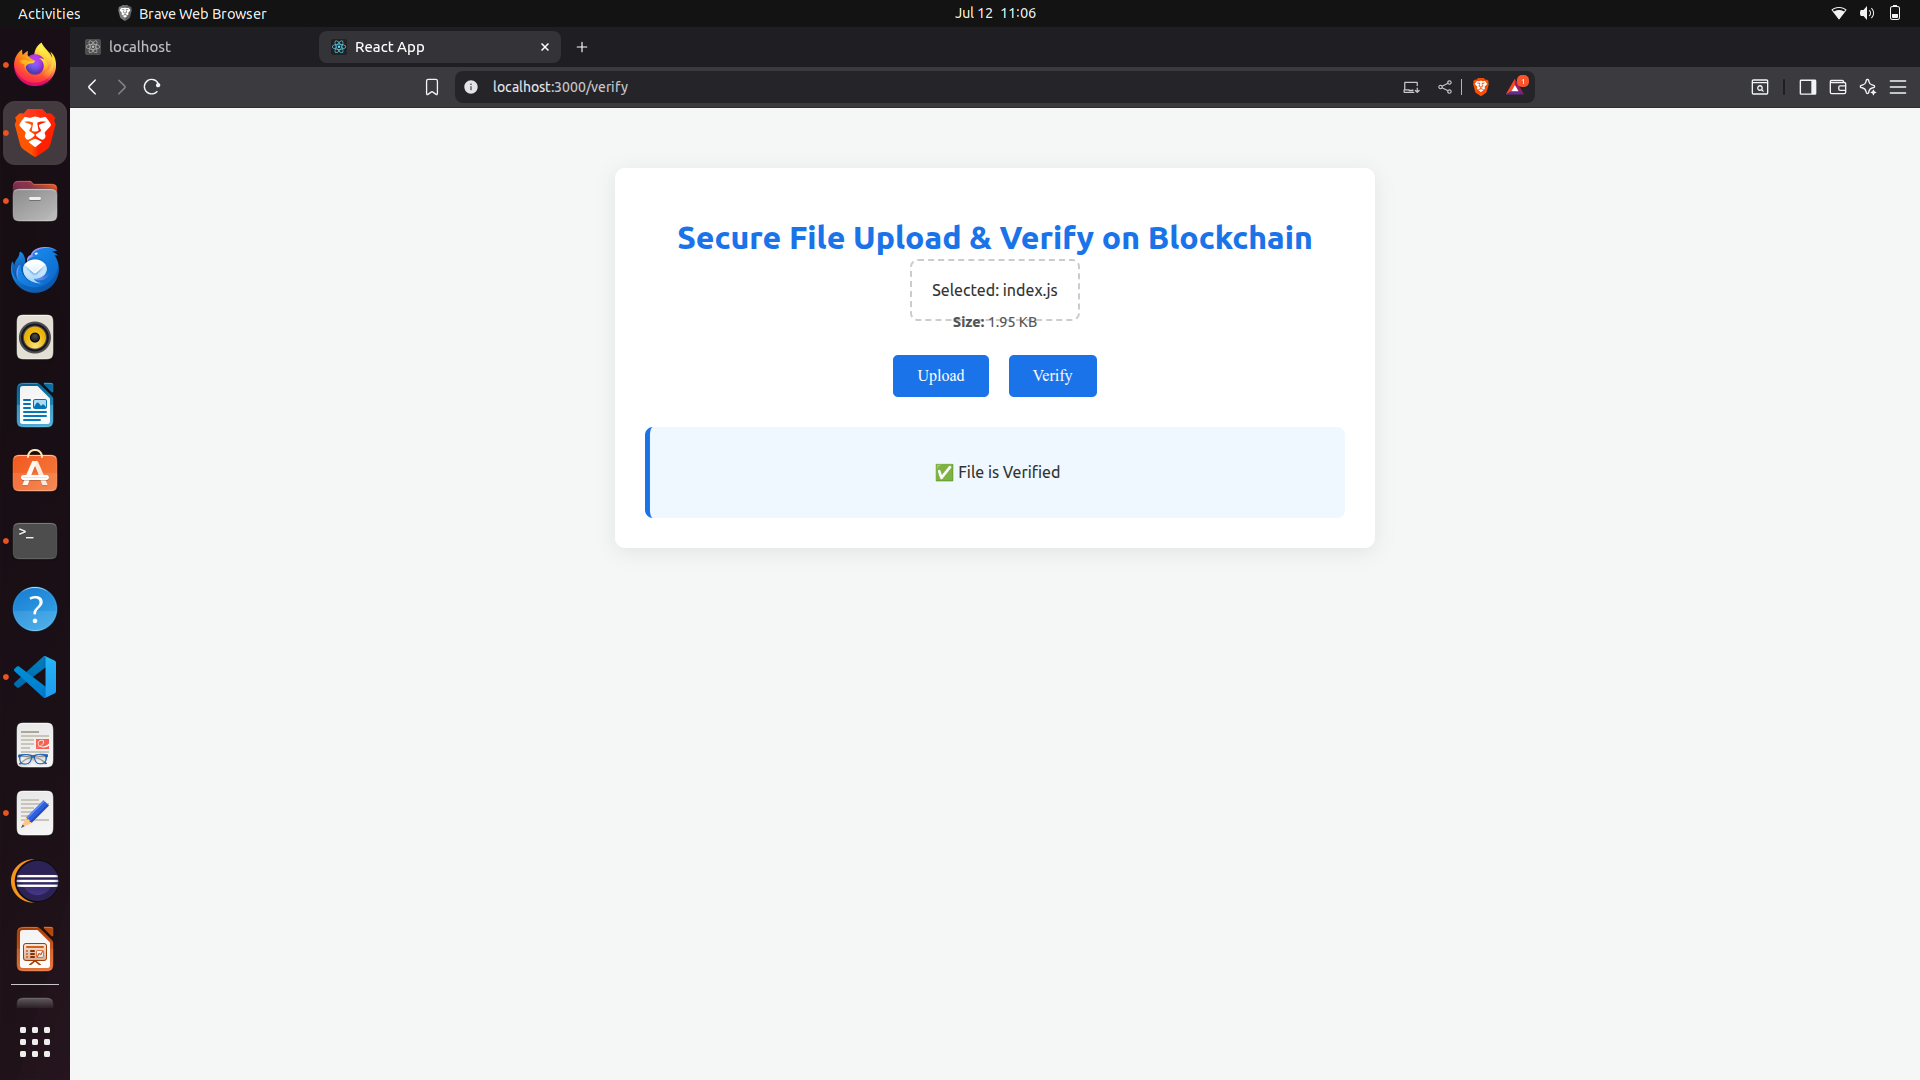 Activities
Brave Web Browser
Jul 12 11:06
localhost
React App
localhost:3000/verify
1
Secure File Upload & Verify on Blockchain
Selected: index.js
Size: 1.95 KB
Upload
Verify
✅ File is Verified
>_
?